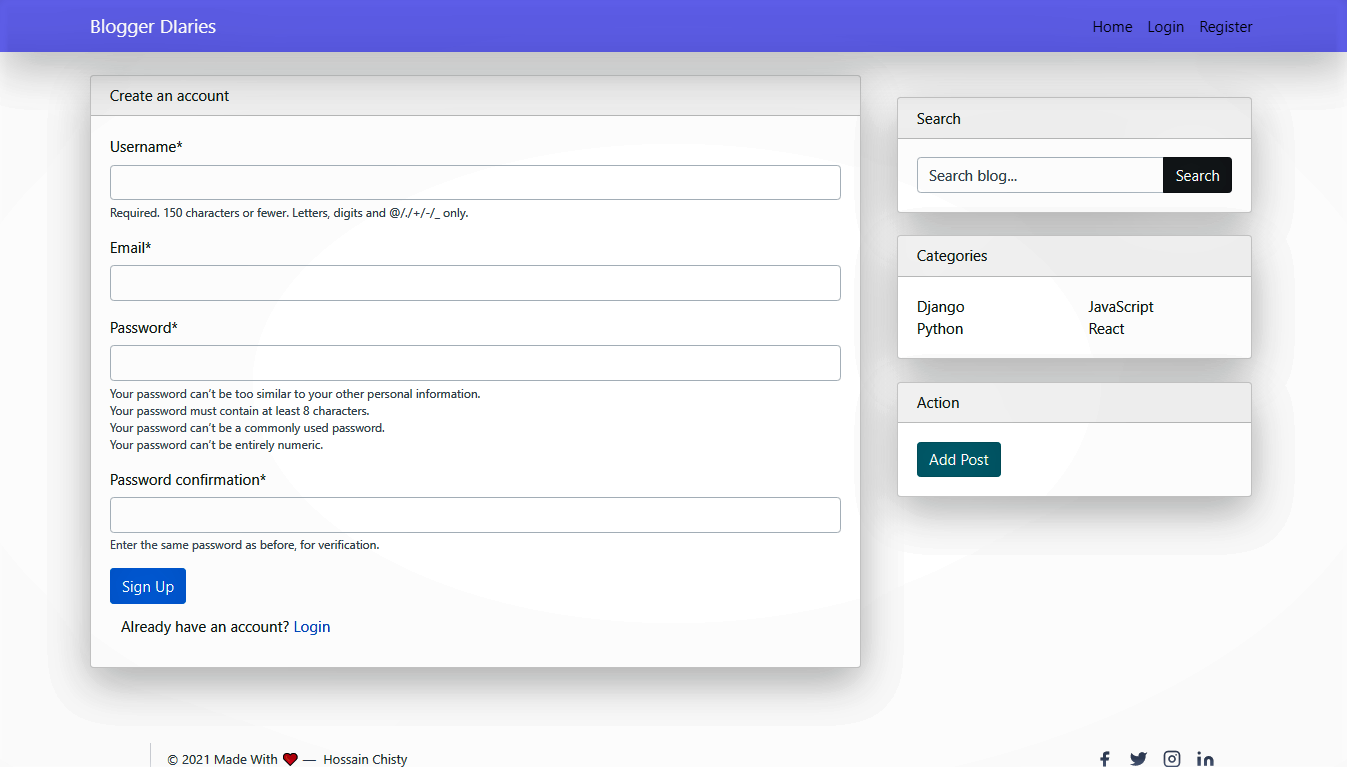 Blogger DIaries
Home Login Register
Create an account
Username*
Required. 150 characters or fewer. Letters, digits and @/./+/-/_ only.
Email*
Password*
Your password can't be too similar to your other personal information.
Your password must contain at least 8 characters.
Your password can't be a commonly used password.
Your password can't be entirely numeric.
Password confirmation*
Enter the same password as before, for verification.
Sign Up
Already have an account? Login
Search
Search blog... Search
Categories
Django JavaScript
Python React
Action
Add Post
© 2021 Made With ❤ — Hossain Chisty